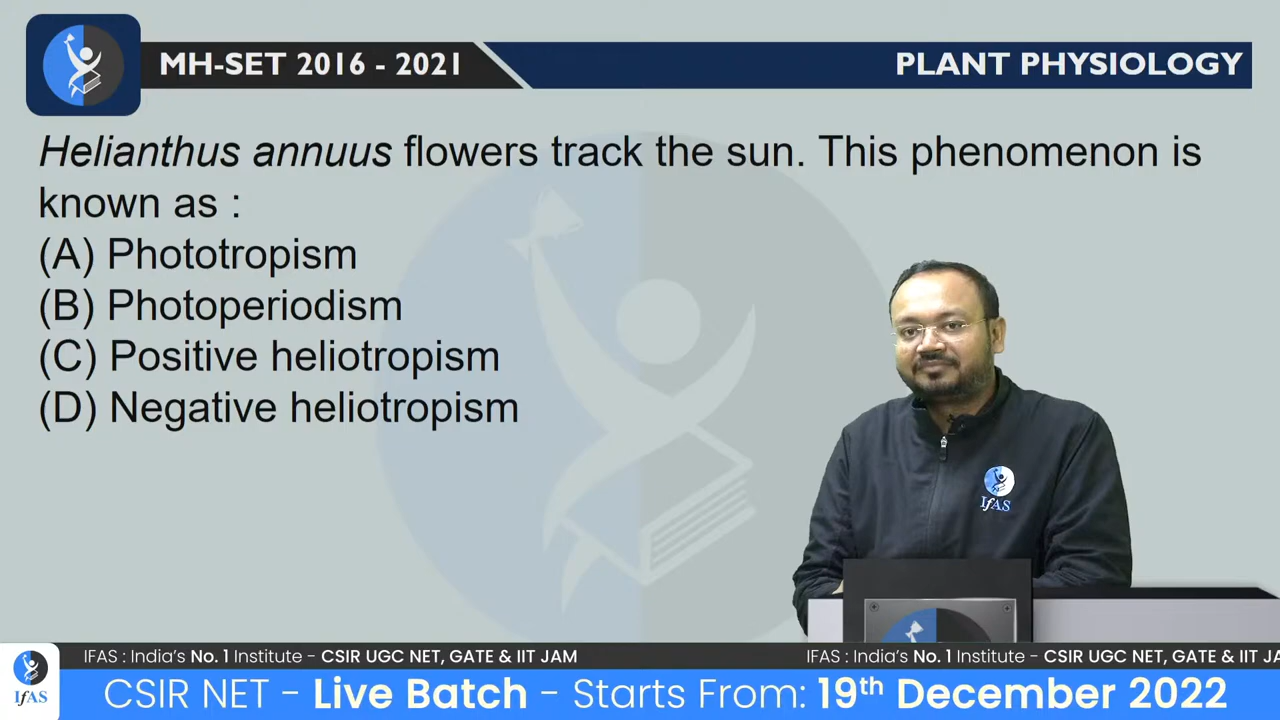 MH-SET 2016 - 2021
PLANT PHYSIOLOGY
Helianthus annuus flowers track the sun. This phenomenon is
known as :
(A) Phototropism
(B) Photoperiodism
(C) Positive heliotropism
(D) Negative heliotropism
IfAS
IFAS : India's No. 1 Institute - CSIR UGC NET, GATE & IIT JAM
IFAS : India's No. 1 Institute - CSIR UGC NET, GATE & IIT JA
IfAS
CSIR NET - Live Batch - Starts From: 19th December 2022